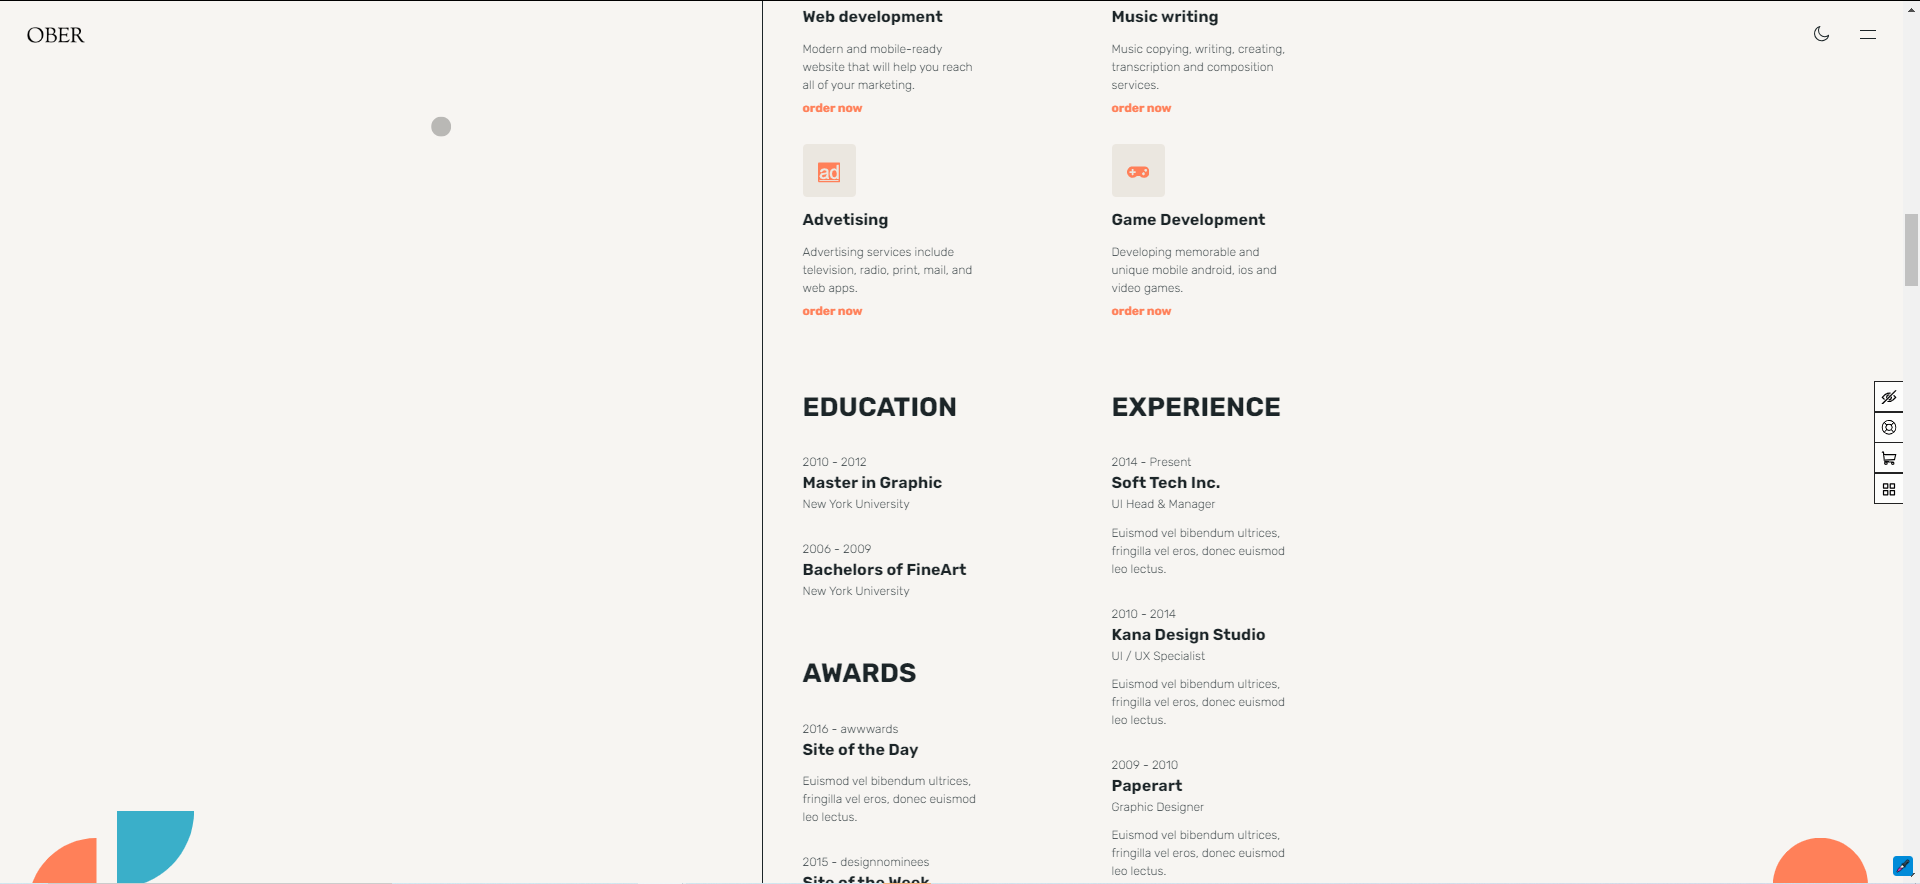 OBER
Web development
Modern and mobile-ready
website that will help you reach
all of your marketing.
order now
Music writing
Music copying, writing, creating,
transcription and composition
services.
order now
ad
Advetising
Advertising services include
television, radio, print, mail, and
web apps.
order now
Game Development
Developing memorable and
unique mobile android, ios and
video games.
order now
EDUCATION
2010 - 2012
Master in Graphic
New York University
2006 - 2009
Bachelors of FineArt
New York University
AWARDS
2016 - awwwards
Site of the Day
Euismod vel bibendum ultrices,
fringilla vel eros, donec euismod
leo lectus.
2015 - designnominees
Site of the Week
EXPERIENCE
2014 - Present
Soft Tech Inc.
UI Head & Manager
Euismod vel bibendum ultrices,
fringilla vel eros, donec euismod
leo lectus.
2010 - 2014
Kana Design Studio
UI / UX Specialist
Euismod vel bibendum ultrices,
fringilla vel eros, donec euismod
leo lectus.
2009 - 2010
Paperart
Graphic Designer
Euismod vel bibendum ultrices,
fringilla vel eros, donec euismod
leo lectus.